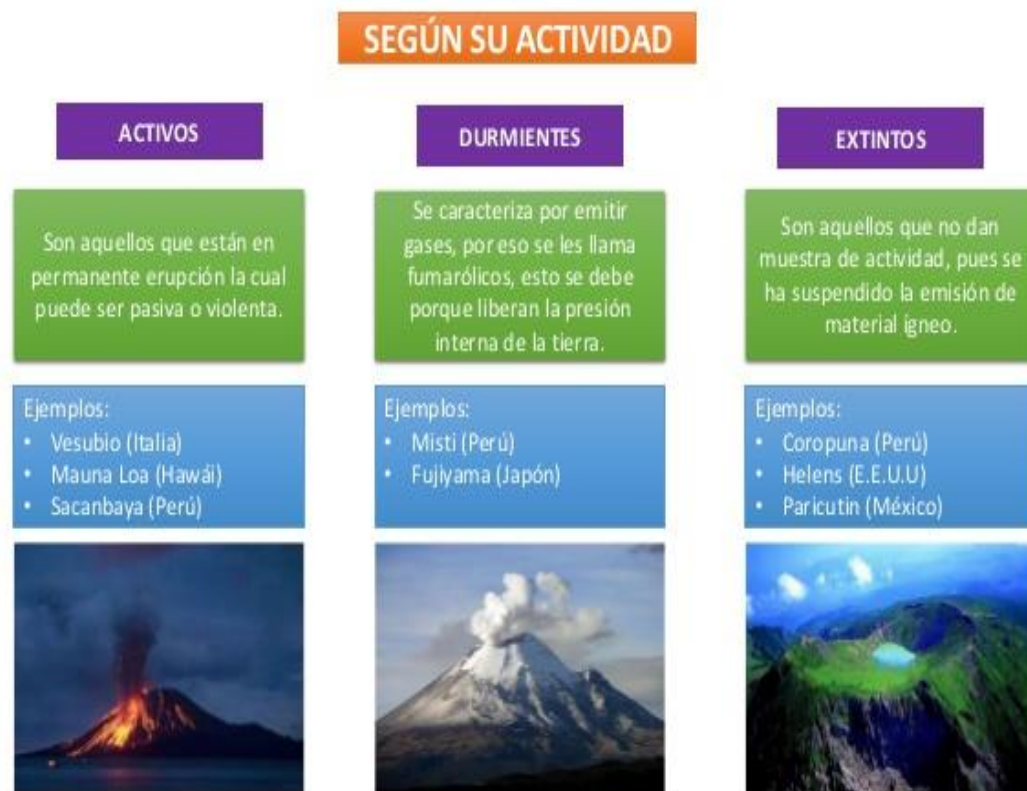 SEGÚN SU ACTIVIDAD
ACTIVOS
Son aquellos que están en
permanente erupción la cual
puede ser pasiva o violenta.
Ejemplos:
• Vesubio (Italia)
• Mauna Loa (Hawái)
• Sacanbaya (Perú)
DURMIENTES
Se caracteriza por emitir
gases, por eso se les llama
fumarólicos, esto se debe
porque liberan la presión
interna de la tierra.
Ejemplos:
• Misti (Perú)
• Fujiyama (Japón)
EXTINTOS
Son aquellos que no dan
muestra de actividad, pues se
ha suspendido la emisión de
material ígneo.
Ejemplos:
• Coropuna (Perú)
• Helens (E.E.U.U)
• Paricutin (México)